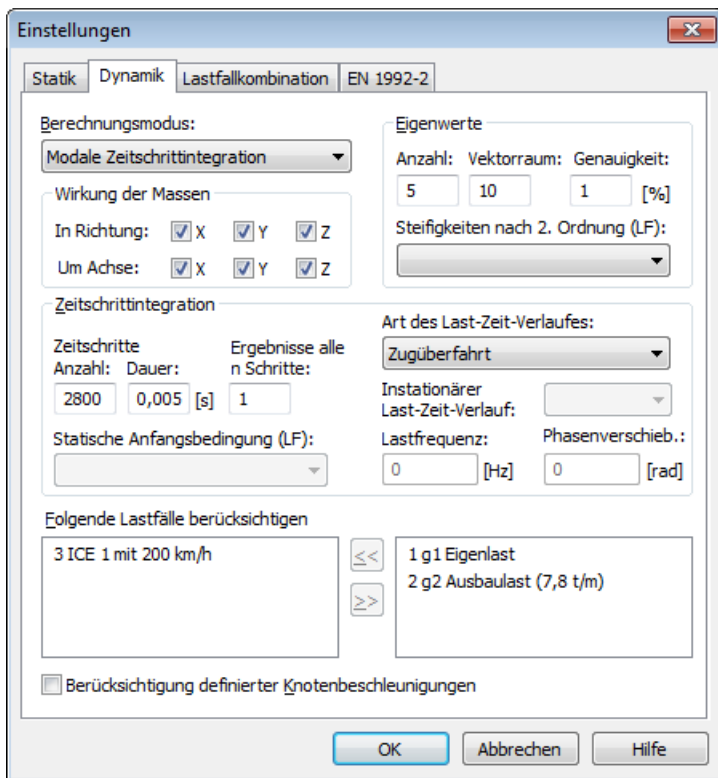 Einstellungen
Statik Dynamik Lastfallkombination EN 1992-2
Berechnungsmodus:
Modale Zeitschrittintegration
Wirkung der Massen
In Richtung: X Y Z
Um Achse: X Y Z
Eigenwerte
Anzahl: Vektorraum: Genauigkeit:
5 10 1 [%]
Steifigkeiten nach 2. Ordnung (LF):
Zeitschrittintegration
Zeitschritte
Anzahl: Dauer:
2800 0,005 [s]
Ergebnisse alle
n Schritte:
1
Statische Anfangsbedingung (LF):
Art des Last-Zeit-Verlaufes:
Zugüberfahrt
Instationärer
Last-Zeit-Verlauf:
Lastfrequenz: Phasenverschieb.:
0 [Hz] 0 [rad]
Folgende Lastfälle berücksichtigen
3 ICE 1 mit 200 km/h
<<
>>
1 g1 Eigenlast
2 g2 Ausbaulast (7,8 t/m)
Berücksichtigung definierter Knotenbeschleunigungen
OK Abbrechen Hilfe